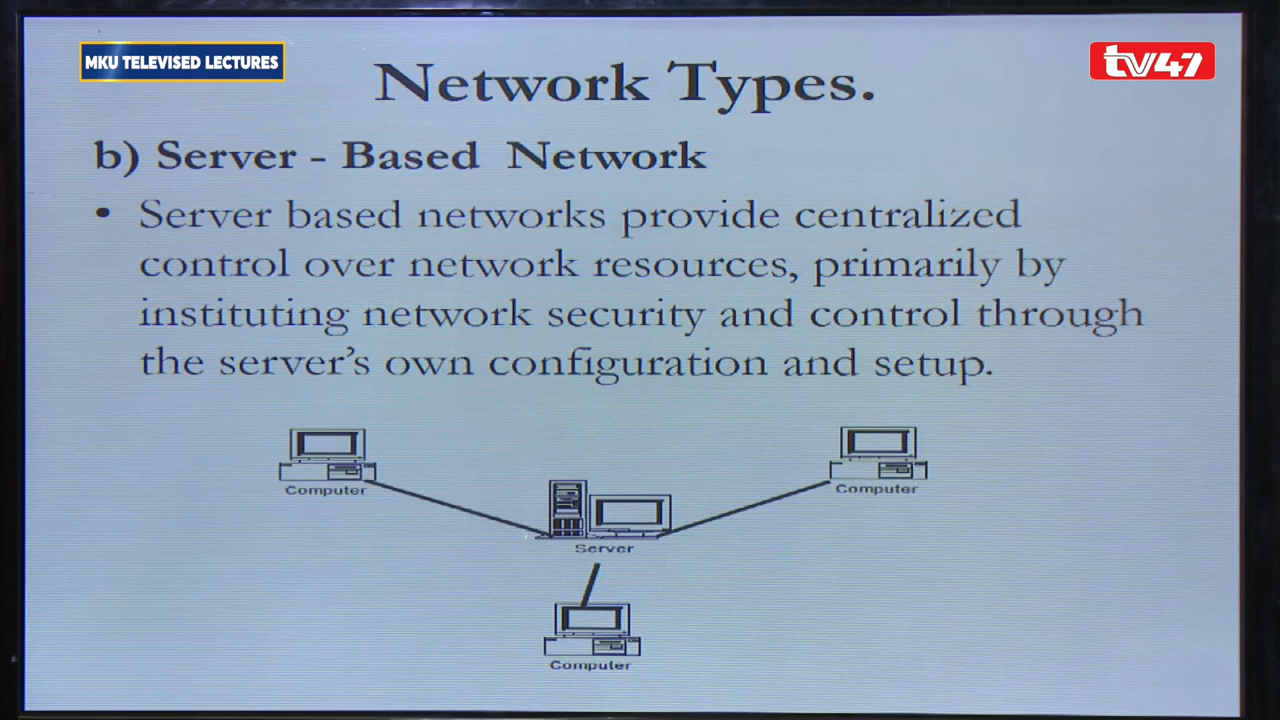 MKU TELEVISED LECTURES
tv47
Network Types.
b) Server - Based Network
• Server based networks provide centralized
control over network resources, primarily by
instituting network security and control through
the server's own configuration and setup.
Computer
Computer
Server
Computer